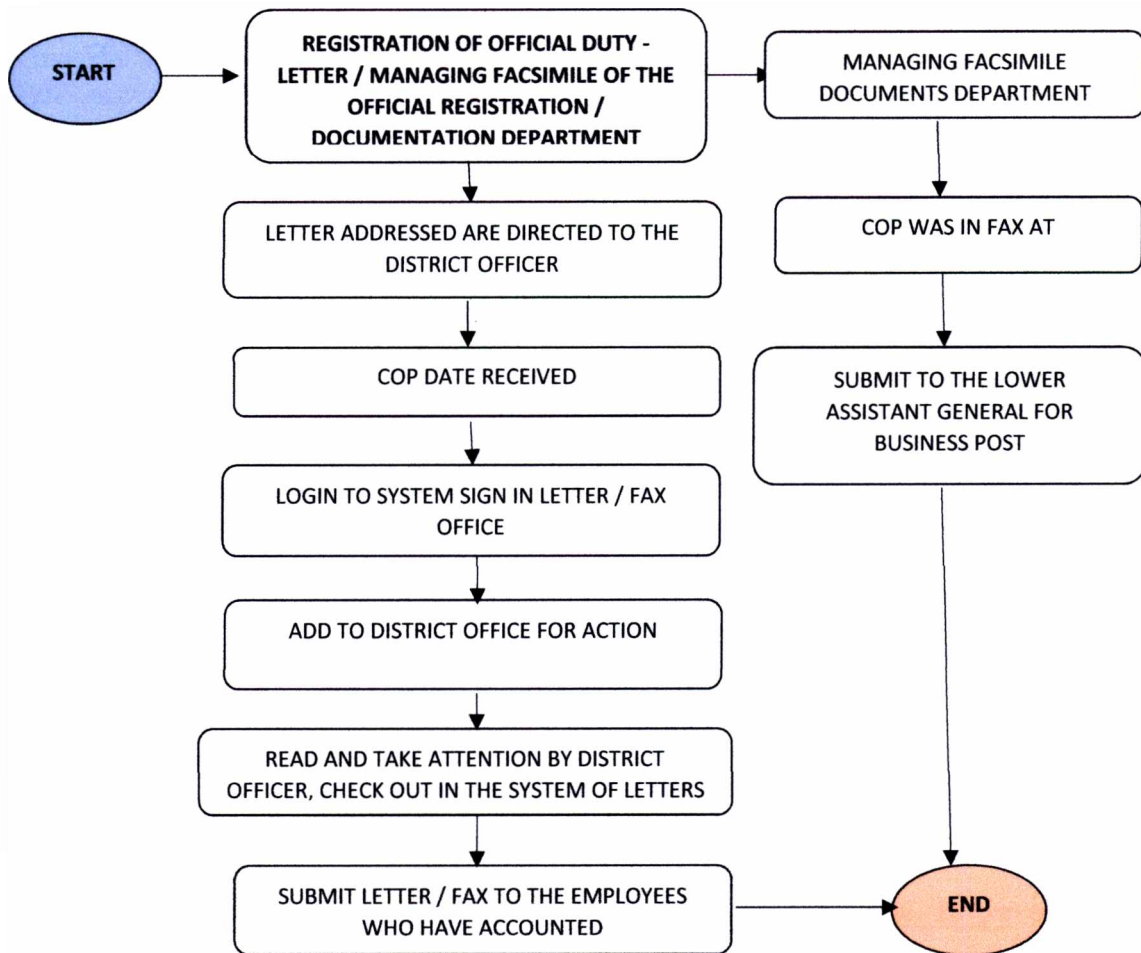 START
REGISTRATION OF OFFICIAL DUTY -
LETTER / MANAGING FACSIMILE OF THE
OFFICIAL REGISTRATION /
DOCUMENTATION DEPARTMENT
MANAGING FACSIMILE
DOCUMENTS DEPARTMENT
LETTER ADDRESSED ARE DIRECTED TO THE
DISTRICT OFFICER
COP WAS IN FAX AT
COP DATE RECEIVED
SUBMIT TO THE LOWER
ASSISTANT GENERAL FOR
BUSINESS POST
LOGIN TO SYSTEM SIGN IN LETTER / FAX
OFFICE
ADD TO DISTRICT OFFICE FOR ACTION
READ AND TAKE ATTENTION BY DISTRICT
OFFICER, CHECK OUT IN THE SYSTEM OF LETTERS
SUBMIT LETTER / FAX TO THE EMPLOYEES
WHO HAVE ACCOUNTED
END